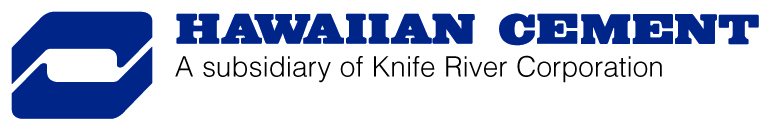 HAWAIIAN CEMENT
A subsidiary of Knife River Corporation